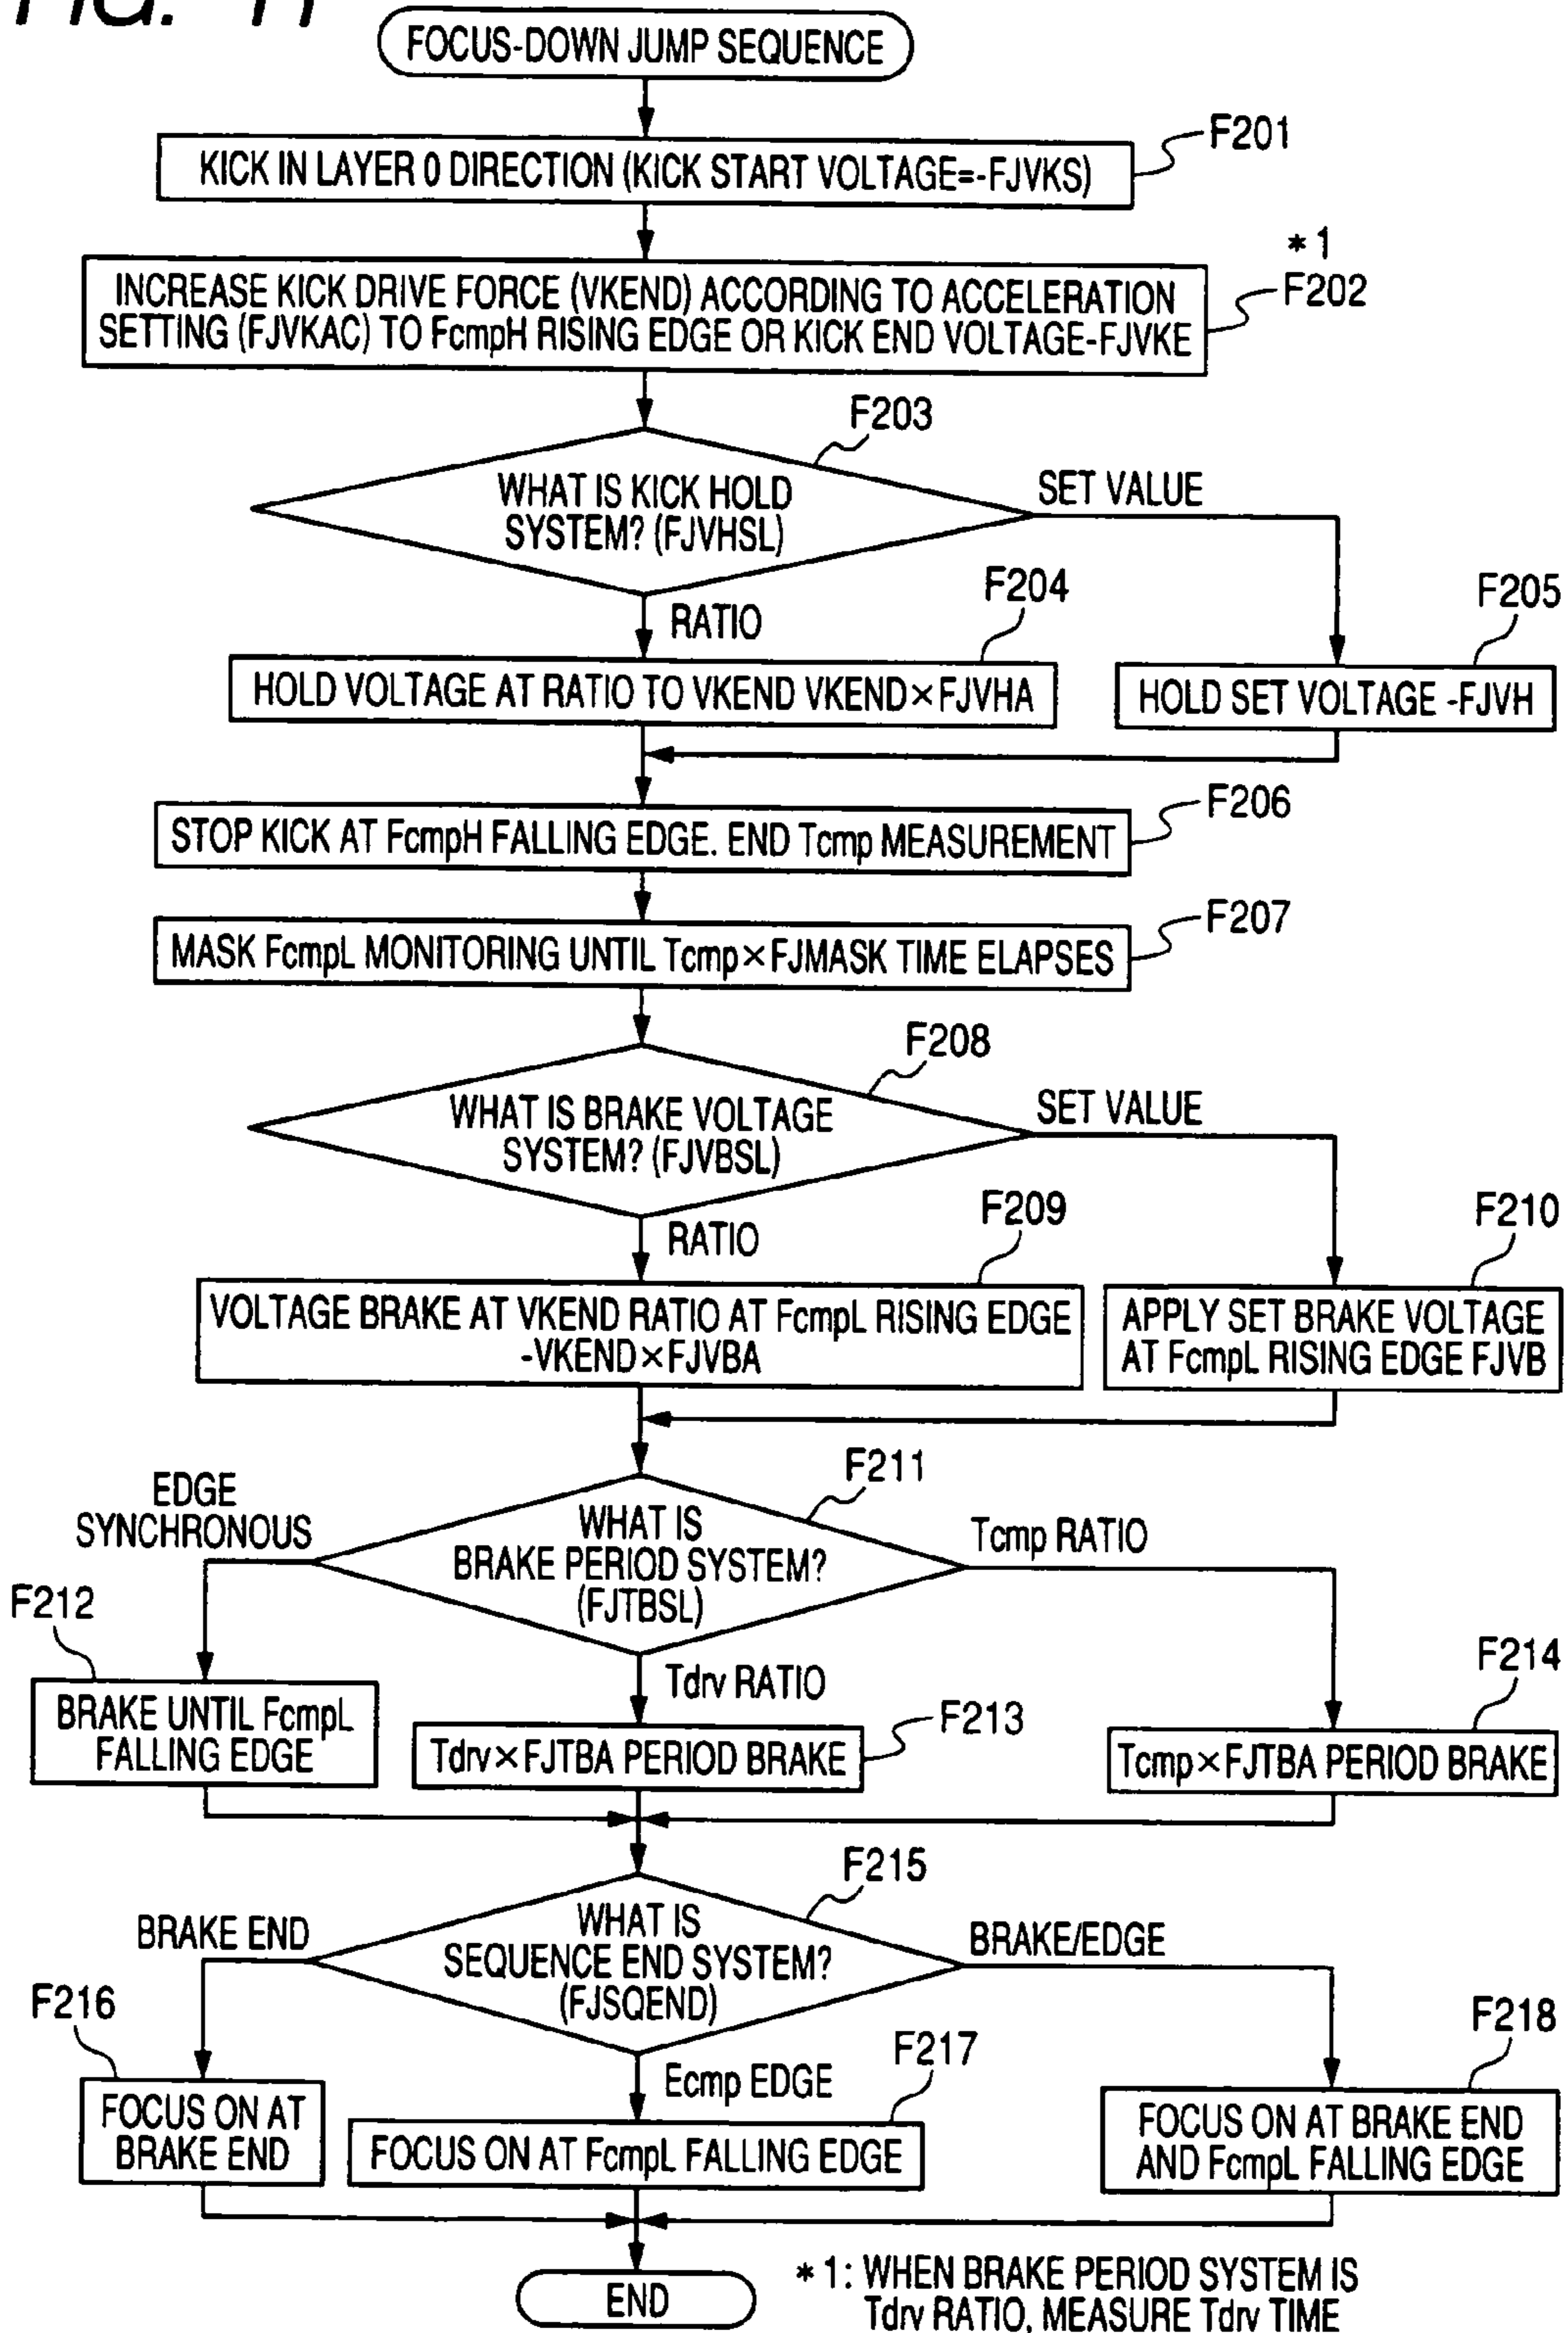 FIG. 11
FOCUS-DOWN JUMP SEQUENCE
F201
KICK IN LAYER 0 DIRECTION (KICK START VOLTAGE=-FJVKS)
* 1
F202
INCREASE KICK DRIVE FORCE (VKEND) ACCORDING TO ACCELERATION
SETTING (FJVKAC) TO FcmpH RISING EDGE OR KICK END VOLTAGE-FJVKE
F203
WHAT IS KICK HOLD
SYSTEM? (FJVHSL)
SET VALUE
RATIO
F204
F205
HOLD VOLTAGE AT RATIO TO VKEND VKEND×FJVHA
HOLD SET VOLTAGE -FJVH
F206
STOP KICK AT FcmpH FALLING EDGE. END Tcmp MEASUREMENT
F207
MASK FcmpL MONITORING UNTIL Tcmp×FJMASK TIME ELAPSES
F208
WHAT IS BRAKE VOLTAGE
SYSTEM? (FJVBSL)
SET VALUE
RATIO
F209
F210
VOLTAGE BRAKE AT VKEND RATIO AT FcmpL RISING EDGE
-VKEND×FJVBA
APPLY SET BRAKE VOLTAGE
AT FcmpL RISING EDGE FJVB
F211
EDGE
SYNCHRONOUS
WHAT IS
BRAKE PERIOD SYSTEM?
(FJTBSL)
Tcmp RATIO
F212
Tdrv RATIO
F213
F214
BRAKE UNTIL FcmpL
FALLING EDGE
Tdrv×FJTBA PERIOD BRAKE
Tcmp×FJTBA PERIOD BRAKE
F215
BRAKE END
WHAT IS
SEQUENCE END SYSTEM?
(FJSQEND)
BRAKE/EDGE
F216
Ecmp EDGE
F217
F218
FOCUS ON AT
BRAKE END
FOCUS ON AT FcmpL FALLING EDGE
FOCUS ON AT BRAKE END
AND FcmpL FALLING EDGE
END
* 1: WHEN BRAKE PERIOD SYSTEM IS
Tdrv RATIO, MEASURE Tdrv TIME